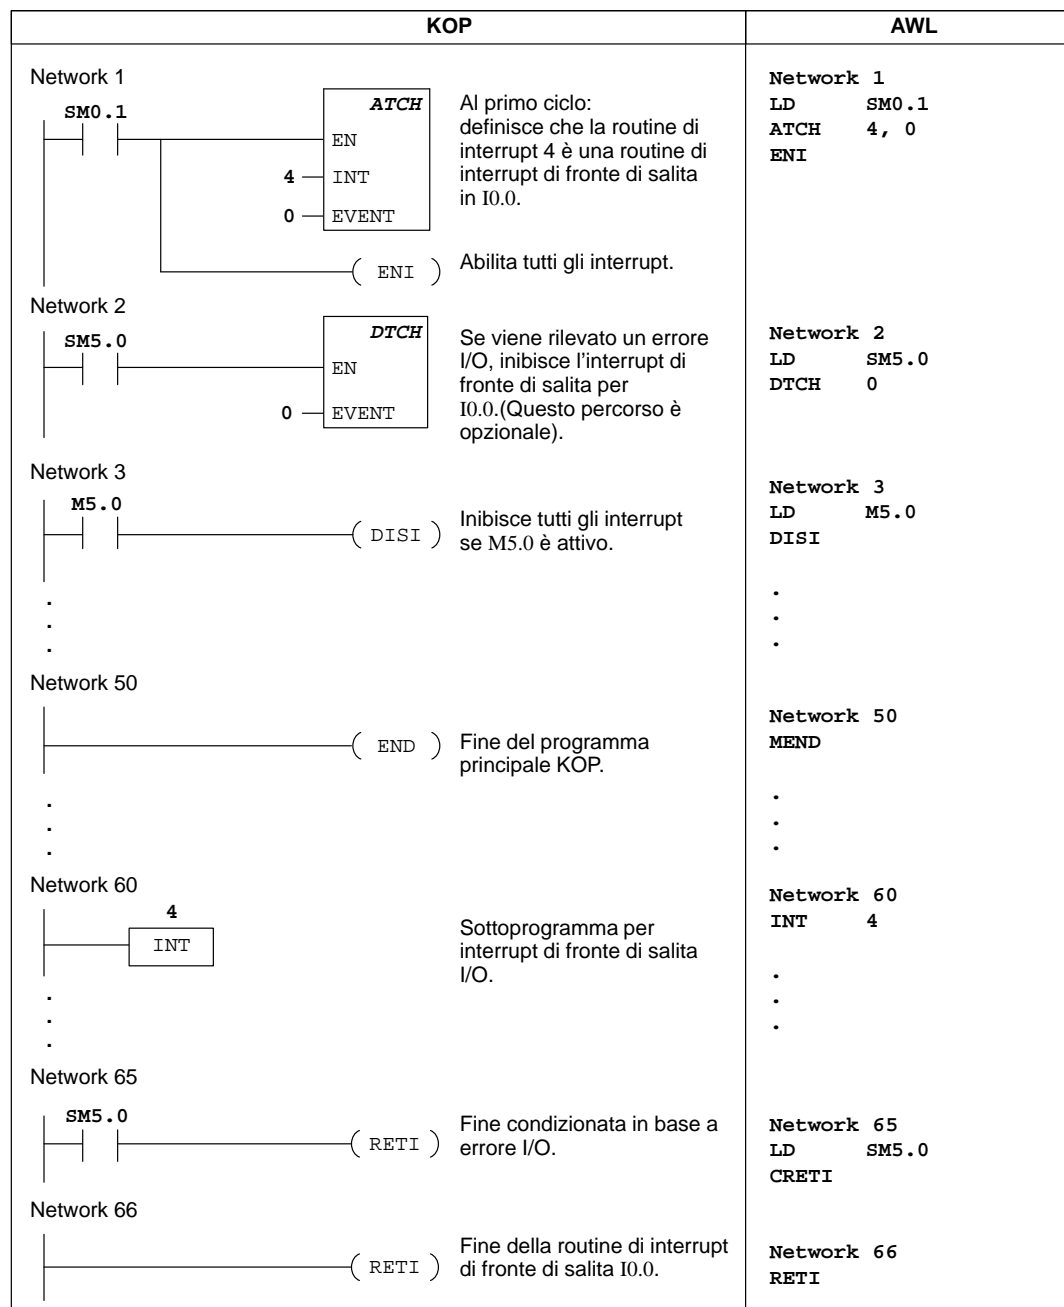 KOP
AWL
Network 1
SM0.1
ATCH
EN
4
INT
0
EVENT
Al primo ciclo:
definisce che la routine di
interrupt 4 è una routine di
interrupt di fronte di salita
in I0.0.
ENI
Abilita tutti gli interrupt.
Network 1
LD SM0.1
ATCH 4, 0
ENI
Network 2
SM5.0
DTCH
EN
0
EVENT
Se viene rilevato un errore
I/O, inibisce l'interrupt di
fronte di salita per
I0.0.(Questo percorso è
opzionale).
Network 2
LD SM5.0
DTCH 0
Network 3
M5.0
DISI
Inibisce tutti gli interrupt
se M5.0 è attivo.
Network 3
LD M5.0
DISI
.
.
.
.
.
.
Network 50
END
Fine del programma
principale KOP.
Network 50
MEND
.
.
.
.
.
.
Network 60
4
INT
Sottoprogramma per
interrupt di fronte di salita
I/O.
Network 60
INT 4
.
.
.
.
.
.
Network 65
SM5.0
RETI
Fine condizionata in base a
errore I/O.
Network 65
LD SM5.0
CRETI
Network 66
RETI
Fine della routine di interrupt
di fronte di salita I0.0.
Network 66
RETI